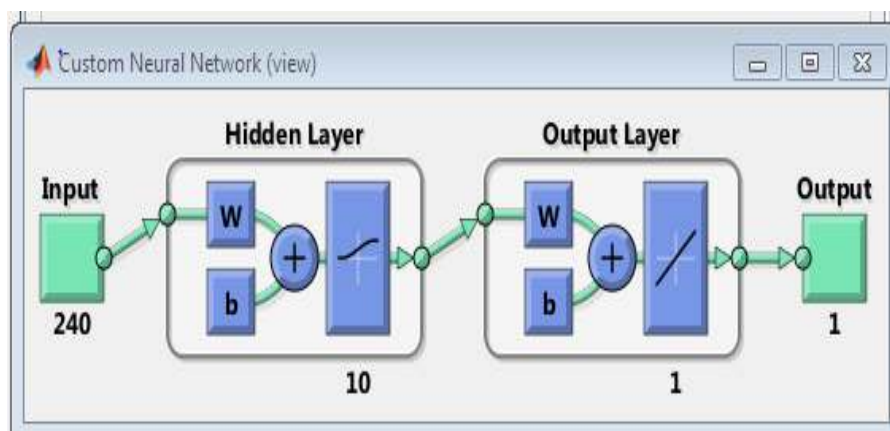 Custom Neural Network (view)
Hidden Layer Output Layer
Input Output
W W
+ +
b b
240 1
10 1